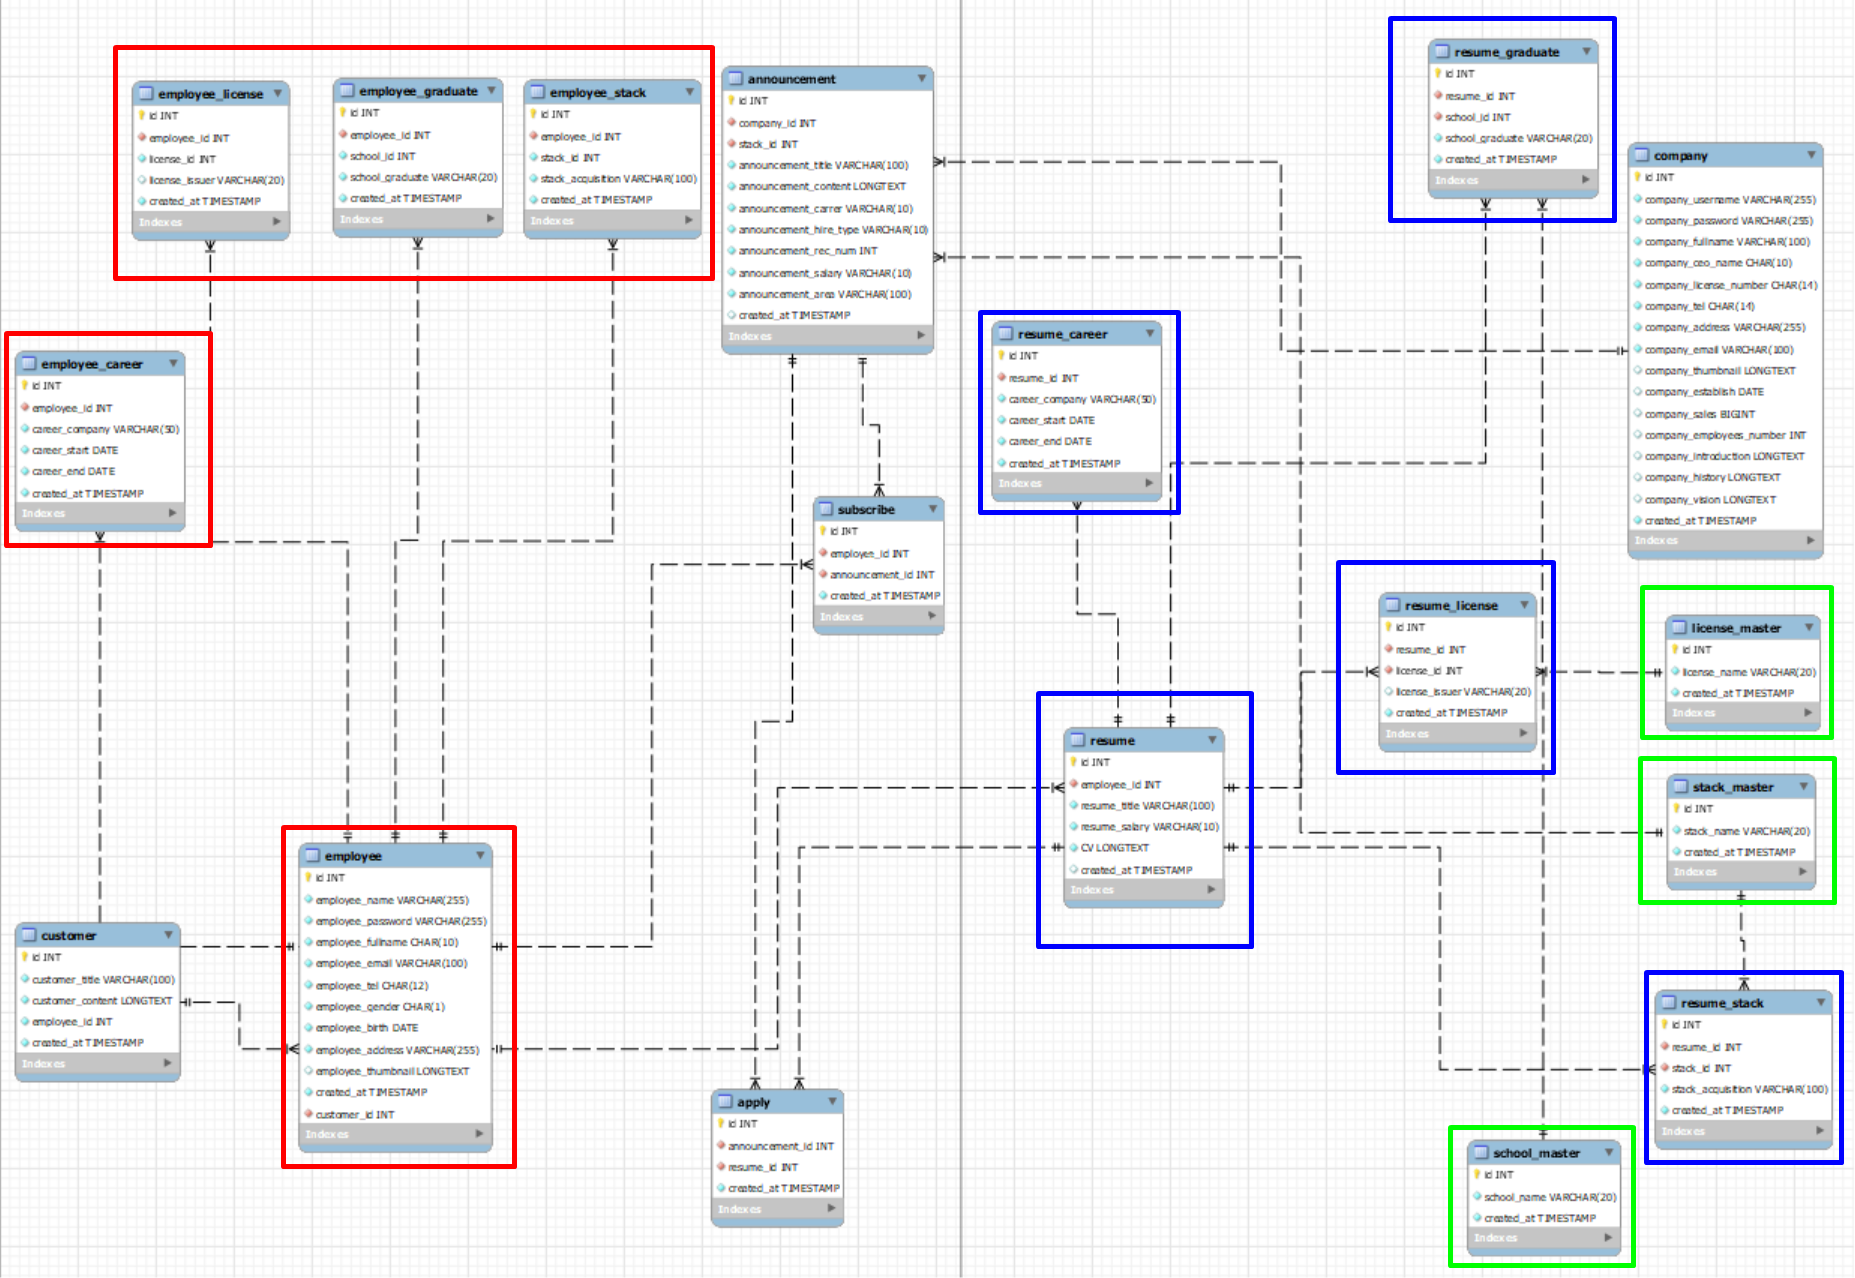 employee_license
id INT
employee_id INT
license_id INT
license_issuer VARCHAR(20)
created_at TIMESTAMP
Indexes
employee_graduate
id INT
employee_id INT
school_id INT
school_graduate VARCHAR(20)
created_at TIMESTAMP
Indexes
employee_stack
id INT
employee_id INT
stack_id INT
stack_acquisition VARCHAR(100)
created_at TIMESTAMP
Indexes
announcement
id INT
company_id INT
stack_id INT
announcement_title VARCHAR(100)
announcement_content LONGTEXT
announcement_carrer VARCHAR(10)
announcement_hire_type VARCHAR(10)
announcement_rec_num INT
announcement_salary VARCHAR(10)
announcement_area VARCHAR(100)
created_at TIMESTAMP
Indexes
resume_graduate
id INT
resume_id INT
school_id INT
school_graduate VARCHAR(20)
created_at TIMESTAMP
Indexes
company
id INT
company_username VARCHAR(255)
company_password VARCHAR(255)
company_fullname VARCHAR(100)
company_ceo_name CHAR(10)
company_license_number CHAR(14)
company_tel CHAR(14)
company_address VARCHAR(255)
company_email VARCHAR(100)
company_thumbnail LONGTEXT
company_establish DATE
company_sales BIGINT
company_employees_number INT
company_introduction LONGTEXT
company_history LONGTEXT
company_vision LONGTEXT
created_at TIMESTAMP
Indexes
employee_career
id INT
employee_id INT
career_company VARCHAR(50)
career_start DATE
career_end DATE
created_at TIMESTAMP
Indexes
resume_career
id INT
resume_id INT
career_company VARCHAR(50)
career_start DATE
career_end DATE
created_at TIMESTAMP
Indexes
subscribe
id INT
employee_id INT
announcement_id INT
created_at TIMESTAMP
Indexes
resume_license
id INT
resume_id INT
license_id INT
license_issuer VARCHAR(20)
created_at TIMESTAMP
Indexes
license_master
id INT
license_name VARCHAR(20)
created_at TIMESTAMP
Indexes
resume
id INT
employee_id INT
resume_title VARCHAR(100)
resume_salary VARCHAR(10)
CV LONGTEXT
created_at TIMESTAMP
Indexes
stack_master
id INT
stack_name VARCHAR(20)
created_at TIMESTAMP
Indexes
employee
id INT
employee_name VARCHAR(255)
employee_password VARCHAR(255)
employee_fullname CHAR(10)
employee_email VARCHAR(100)
employee_tel CHAR(12)
employee_gender CHAR(1)
employee_birth DATE
employee_address VARCHAR(255)
employee_thumbnail LONGTEXT
created_at TIMESTAMP
customer_id INT
Indexes
customer
id INT
customer_title VARCHAR(100)
customer_content LONGTEXT
employee_id INT
created_at TIMESTAMP
Indexes
resume_stack
id INT
resume_id INT
stack_id INT
stack_acquisition VARCHAR(100)
created_at TIMESTAMP
Indexes
apply
id INT
announcement_id INT
resume_id INT
created_at TIMESTAMP
Indexes
school_master
id INT
school_name VARCHAR(20)
created_at TIMESTAMP
Indexes